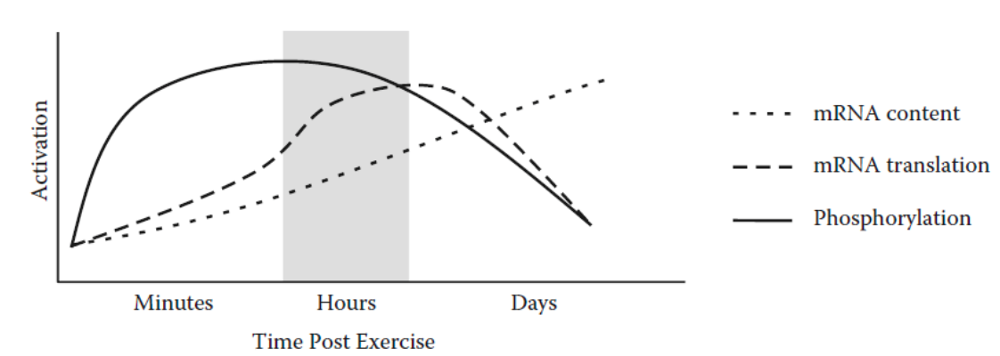 Activation
Minutes
Hours
Days
Time Post Exercise
mRNA content
mRNA translation
Phosphorylation